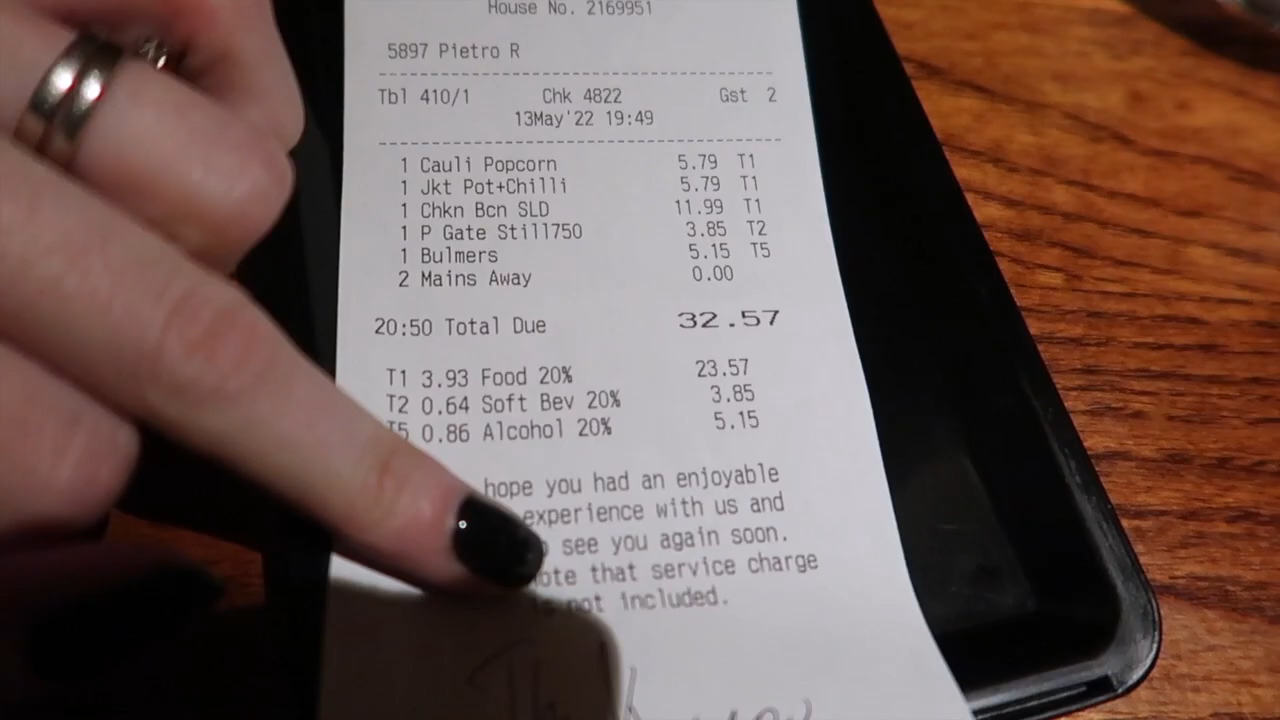 House No. 2169951
5897 Pietro R
Tbl 410/1 Chk 4822 Gst 2
13May'22 19:49
1 Cauli Popcorn 5.79 T1
1 Jkt Pot+Chilli 5.79 T1
1 Chkn Bcn SLD 11.99 T1
1 P Gate Still750 3.85 T2
1 Bulmers 5.15 T5
2 Mains Away 0.00
20:50 Total Due 32.57
T1 3.93 Food 20% 23.57
T2 0.64 Soft Bev 20% 3.85
T5 0.86 Alcohol 20% 5.15
hope you had an enjoyable
experience with us and
see you again soon.
that service charge
not included.